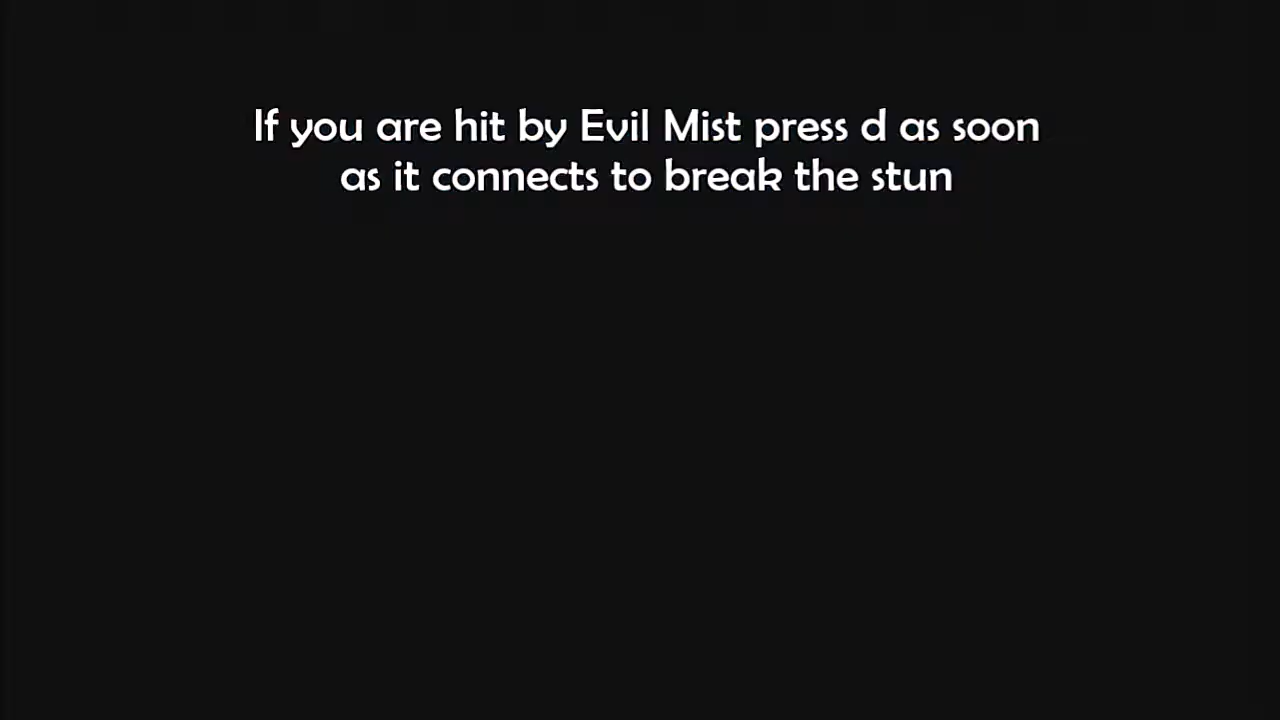 If you are hit by Evil Mist press d as soon
as it connects to break the stun